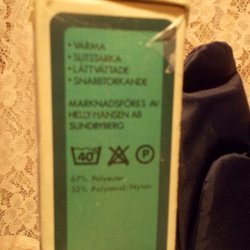 • VARMA
• SLITSTARKA
• LÄTTVÄTTADE
• SNABBTORKANDE
MARKNADSFÖRES AV
HELLY-HANSEN AB
SUNDBYBERG
40 P
67% Polyester
33% Polyamid/Nylon